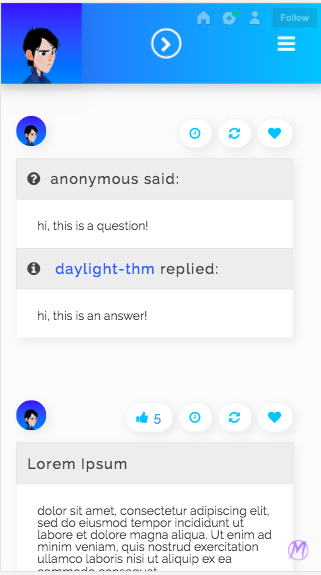 Follow
anonymous said:
hi, this is a question!
daylight-thm replied:
hi, this is an answer!
5
Lorem Ipsum
dolor sit amet, consectetur adipiscing elit,
sed do eiusmod tempor incididunt ut
labore et dolore magna aliqua. Ut enim ad
minim veniam, quis nostrud exercitation
ullamco laboris nisi ut aliquip ex ea
commodo consequat